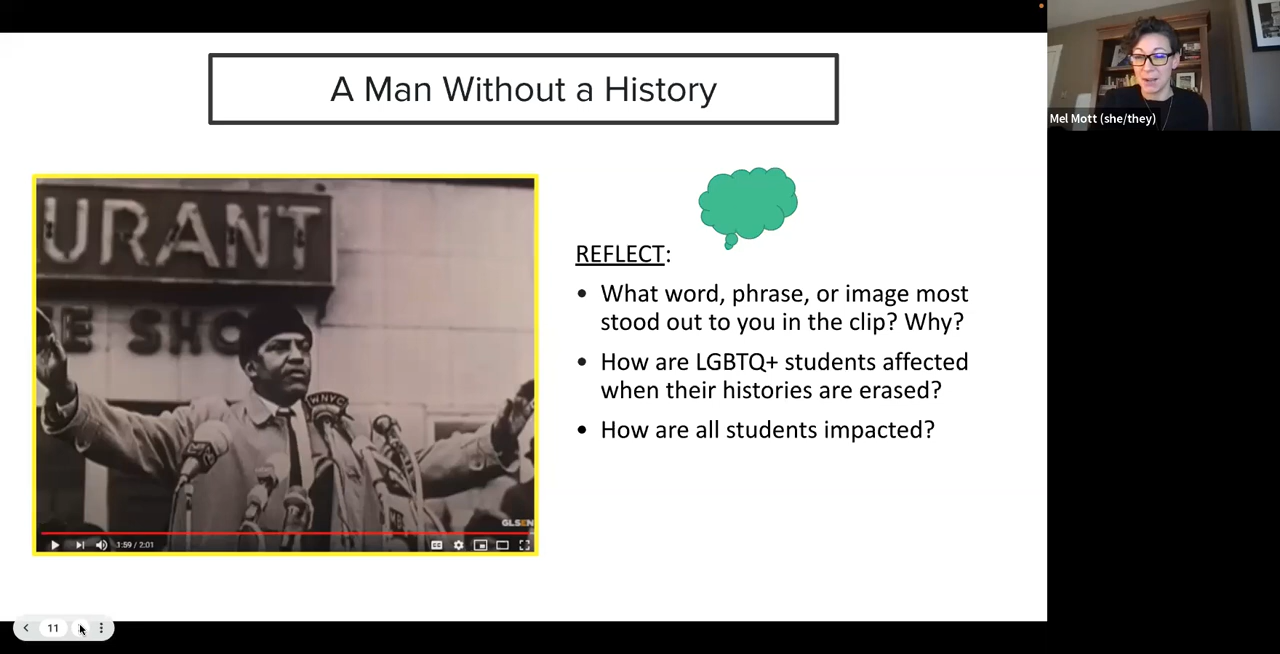 A Man Without a History
Mel Mott (she/they)
URANT
E SHO
WNYC
REFLECT:
• What word, phrase, or image most
stood out to you in the clip? Why?
• How are LGBTQ+ students affected
when their histories are erased?
• How are all students impacted?
GLSEN
1:59 / 2:01
CC
11